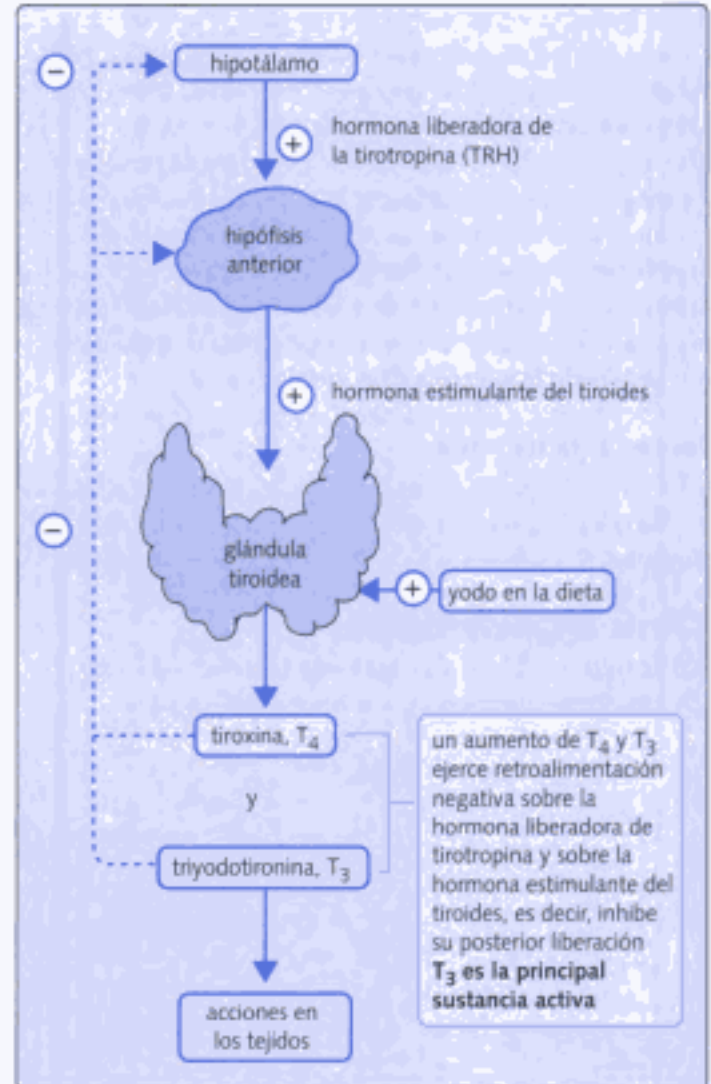 −
hipotálamo
+
hormona liberadora de
la tirotropina (TRH)
hipófisis
anterior
+
hormona estimulante del tiroides
−
glándula
tiroidea
+
yodo en la dieta
tiroxina, T₄
y
triyodotironina, T₃
un aumento de T₄ y T₃
ejerce retroalimentación
negativa sobre la
hormona liberadora de
tirotropina y sobre la
hormona estimulante del
tiroides, es decir, inhibe
su posterior liberación
T₃ es la principal
sustancia activa
acciones en
los tejidos